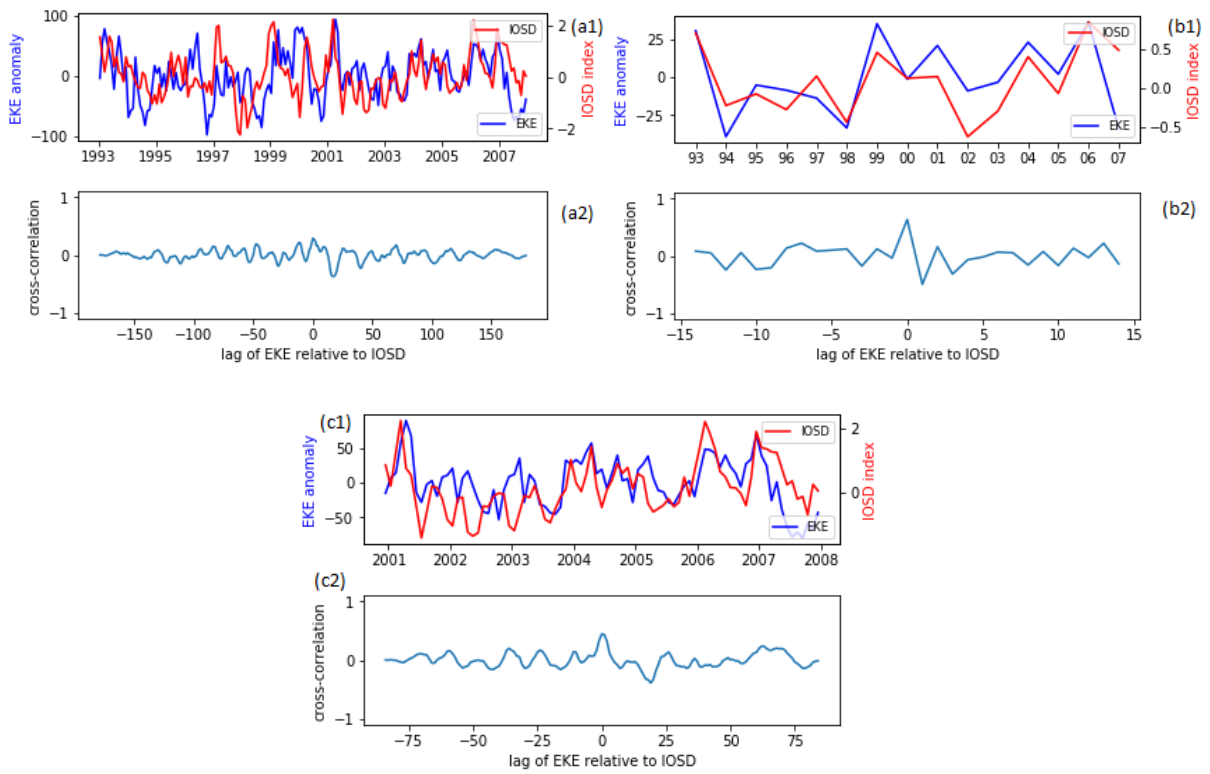 (a1)
EKE anomaly
100
0
−100
IOSD
EKE
2
0
−2
IOSD index
1993 1995 1997 1999 2001 2003 2005 2007
(b1)
EKE anomaly
25
0
−25
IOSD
EKE
0.5
0.0
−0.5
IOSD index
93 94 95 96 97 98 99 00 01 02 03 04 05 06 07
(a2)
cross-correlation
1
0
−1
−150 −100 −50 0 50 100 150
lag of EKE relative to IOSD
(b2)
cross-correlation
1
0
−1
−15 −10 −5 0 5 10 15
lag of EKE relative to IOSD
(c1)
EKE anomaly
50
0
−50
IOSD
EKE
2
0
IOSD index
2001 2002 2003 2004 2005 2006 2007 2008
(c2)
cross-correlation
1
0
−1
−75 −50 −25 0 25 50 75
lag of EKE relative to IOSD